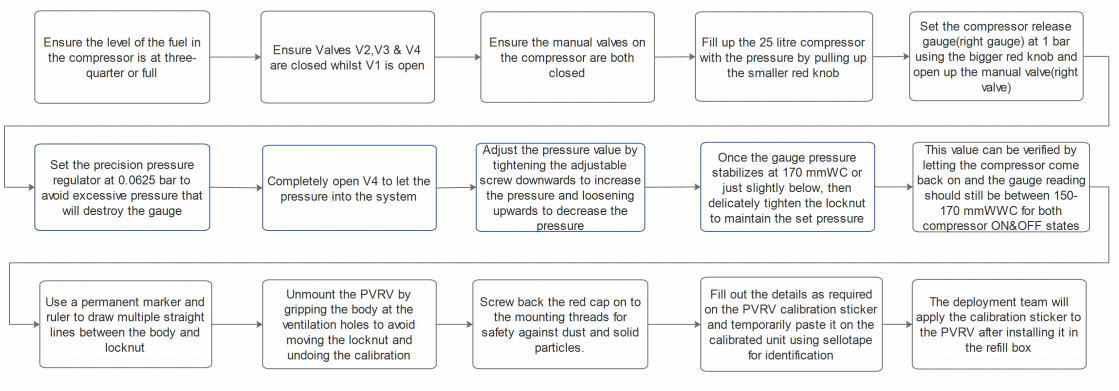 Ensure the level of the fuel in
the compressor is at three-
quarter or full
Ensure Valves V2,V3 & V4
are closed whilst V1 is open
Ensure the manual valves on
the compressor are both
closed
Fill up the 25 litre compressor
with the pressure by pulling up
the smaller red knob
Set the compressor release
gauge(right gauge) at 1 bar
using the bigger red knob and
open up the manual valve(right
valve)
Set the precision pressure
regulator at 0.0625 bar to
avoid excessive pressure that
will destroy the gauge
Completely open V4 to let the
pressure into the system
Adjust the pressure value by
tightening the adjustable
screw downwards to increase
the pressure and loosening
upwards to decrease the
pressure
Once the gauge pressure
stabilizes at 170 mmWC or
just slightly below, then
delicately tighten the locknut
to maintain the set pressure
This value can be verified by
letting the compressor come
back on and the gauge reading
should still be between 150-
170 mmWWC for both
compressor ON&OFF states
Use a permanent marker and
ruler to draw multiple straight
lines between the body and
locknut
Unmount the PVRV by
gripping the body at the
ventilation holes to avoid
moving the locknut and
undoing the calibration
Screw back the red cap on to
the mounting threads for
safety against dust and solid
particles.
Fill out the details as required
on the PVRV calibration sticker
and temporarily paste it on the
calibrated unit using sellotape
for identification
The deployment team will
apply the calibration sticker to
the PVRV after installing it in
the refill box